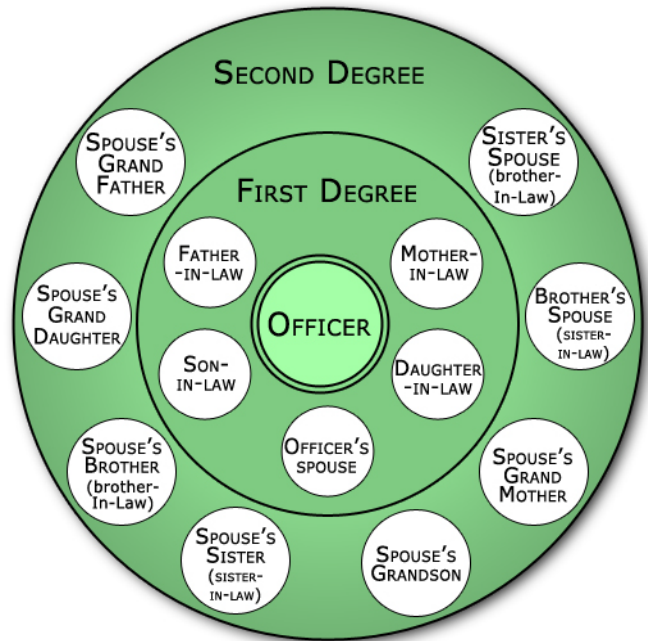 SECOND DEGREE
SPOUSE'S
GRAND
FATHER
SISTER'S
SPOUSE
(brother-
In-Law)
FIRST DEGREE
FATHER
-IN-LAW
MOTHER-
IN-LAW
OFFICER
SPOUSE'S
GRAND
DAUGHTER
BROTHER'S
SPOUSE
(SISTER-
IN-LAW)
SON-
IN-LAW
DAUGHTER
-IN-LAW
OFFICER'S
SPOUSE
SPOUSE'S
BROTHER
(brother-
In-Law)
SPOUSE'S
GRAND
MOTHER
SPOUSE'S
SISTER
(SISTER-
IN-LAW)
SPOUSE'S
GRANDSON